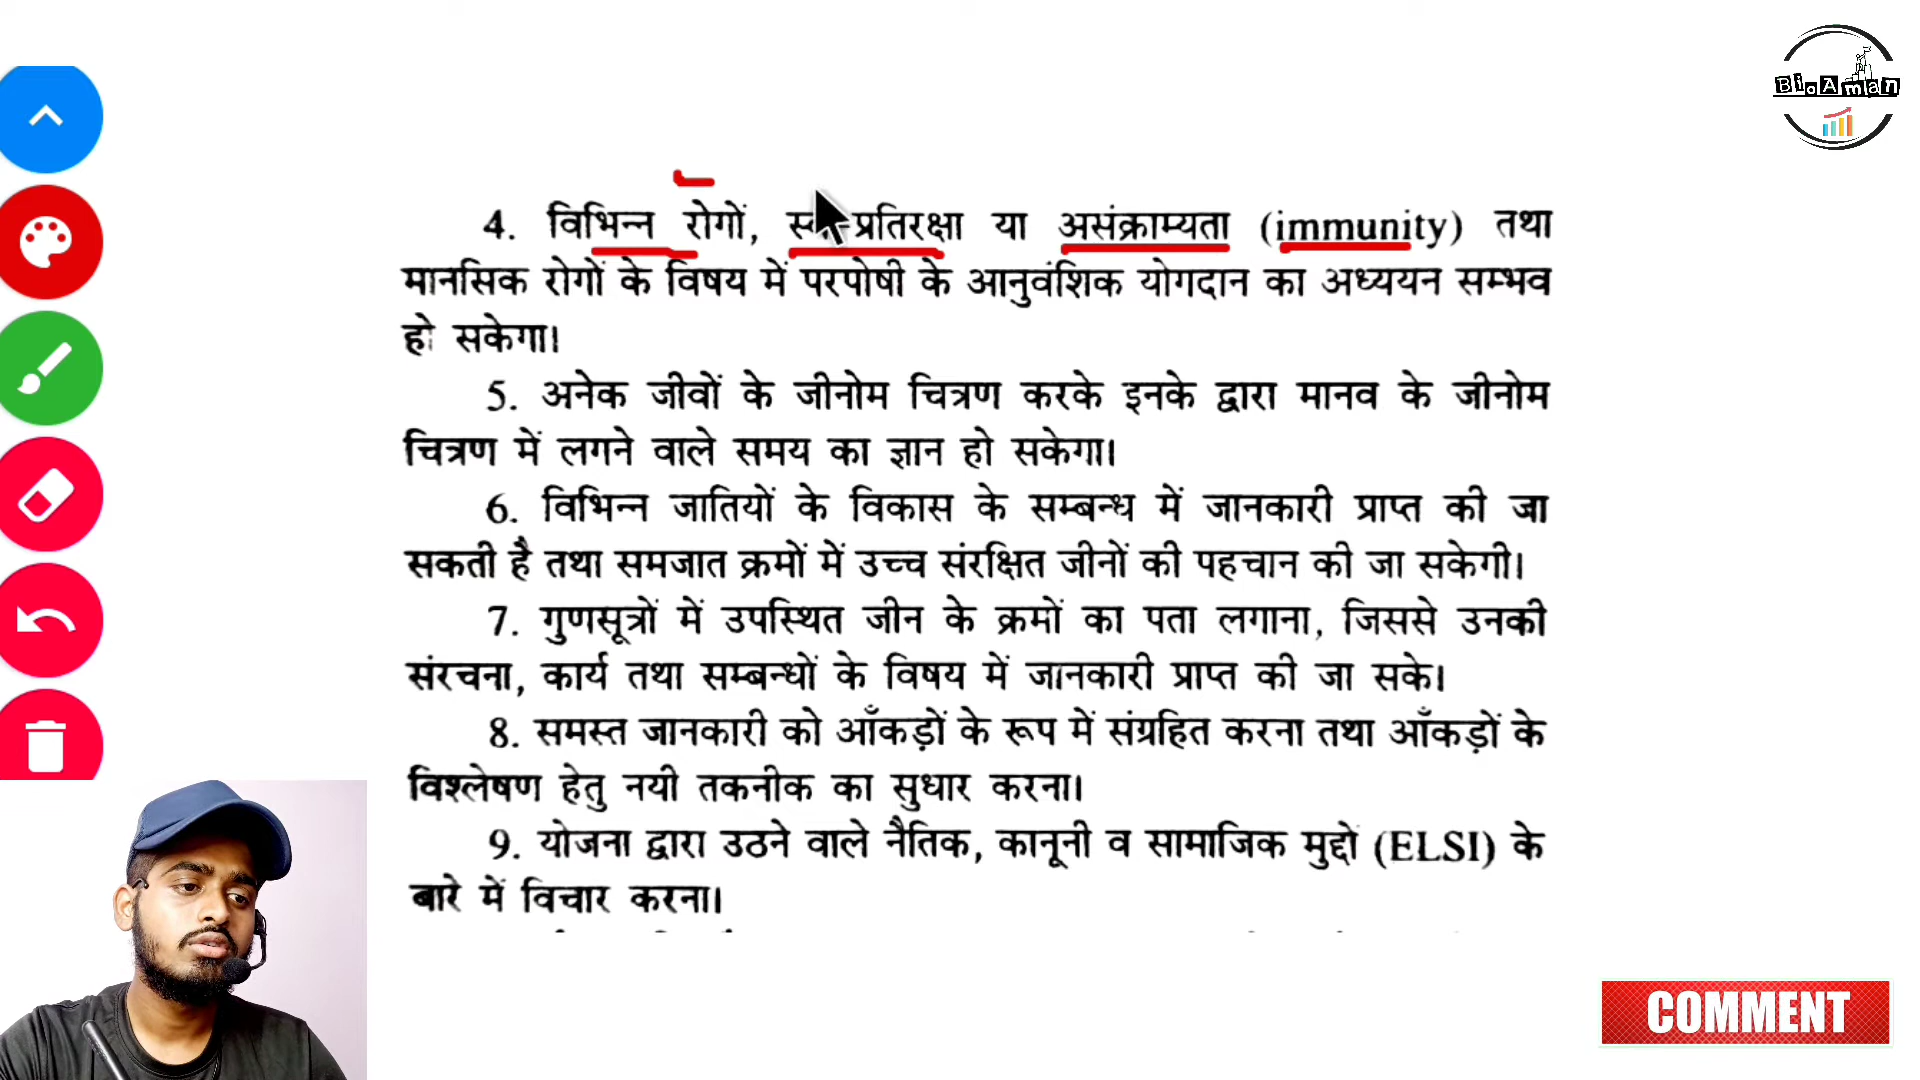 BioAman
4. विभिन्न रोगों, स्व-प्रतिरक्षा या असंक्राम्यता (immunity) तथा
मानसिक रोगों के विषय में परपोषी के आनुवंशिक योगदान का अध्ययन सम्भव
हो सकेगा।
5. अनेक जीवों के जीनोम चित्रण करके इनके द्वारा मानव के जीनोम
चित्रण में लगने वाले समय का ज्ञान हो सकेगा।
6. विभिन्न जातियों के विकास के सम्बन्ध में जानकारी प्राप्त की जा
सकती है तथा समजात क्रमों में उच्च संरक्षित जीनों की पहचान की जा सकेगी।
7. गुणसूत्रों में उपस्थित जीन के क्रमों का पता लगाना, जिससे उनकी
संरचना, कार्य तथा सम्बन्धों के विषय में जानकारी प्राप्त की जा सके।
8. समस्त जानकारी को आँकड़ों के रूप में संग्रहित करना तथा आँकड़ों के
विश्लेषण हेतु नयी तकनीक का सुधार करना।
9. योजना द्वारा उठने वाले नैतिक, कानूनी व सामाजिक मुद्दो (ELSI) के
बारे में विचार करना।
COMMENT